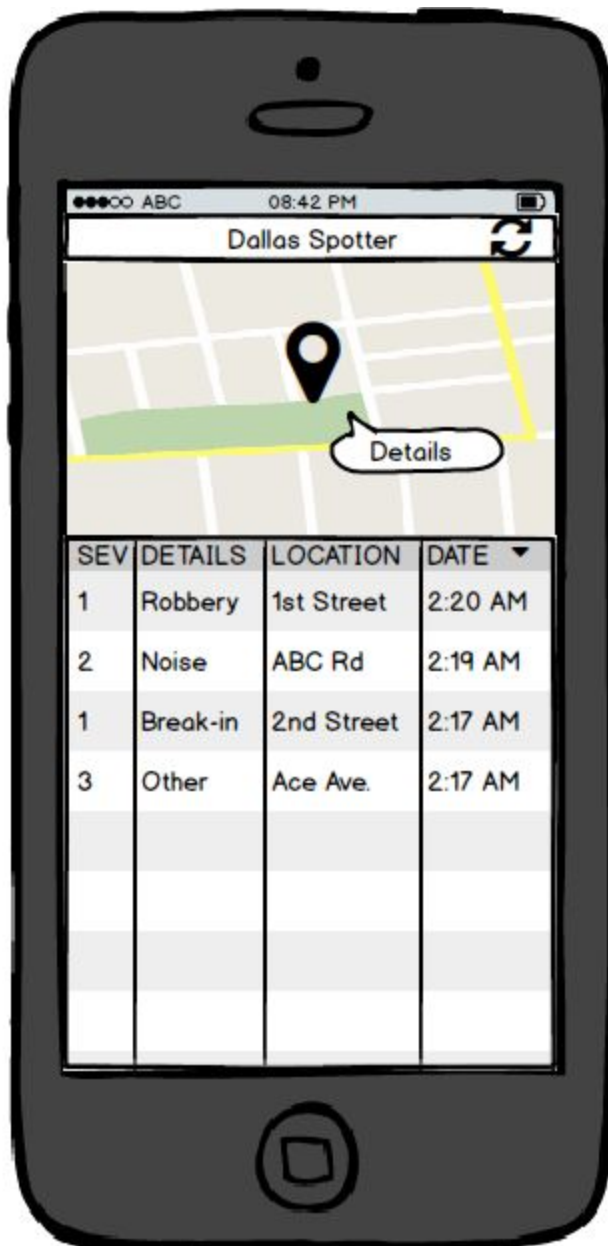 ABC 08:42 PM
Dallas Spotter
Details
SEV DETAILS LOCATION DATE
1 Robbery 1st Street 2:20 AM
2 Noise ABC Rd 2:19 AM
1 Break-in 2nd Street 2:17 AM
3 Other Ace Ave. 2:17 AM